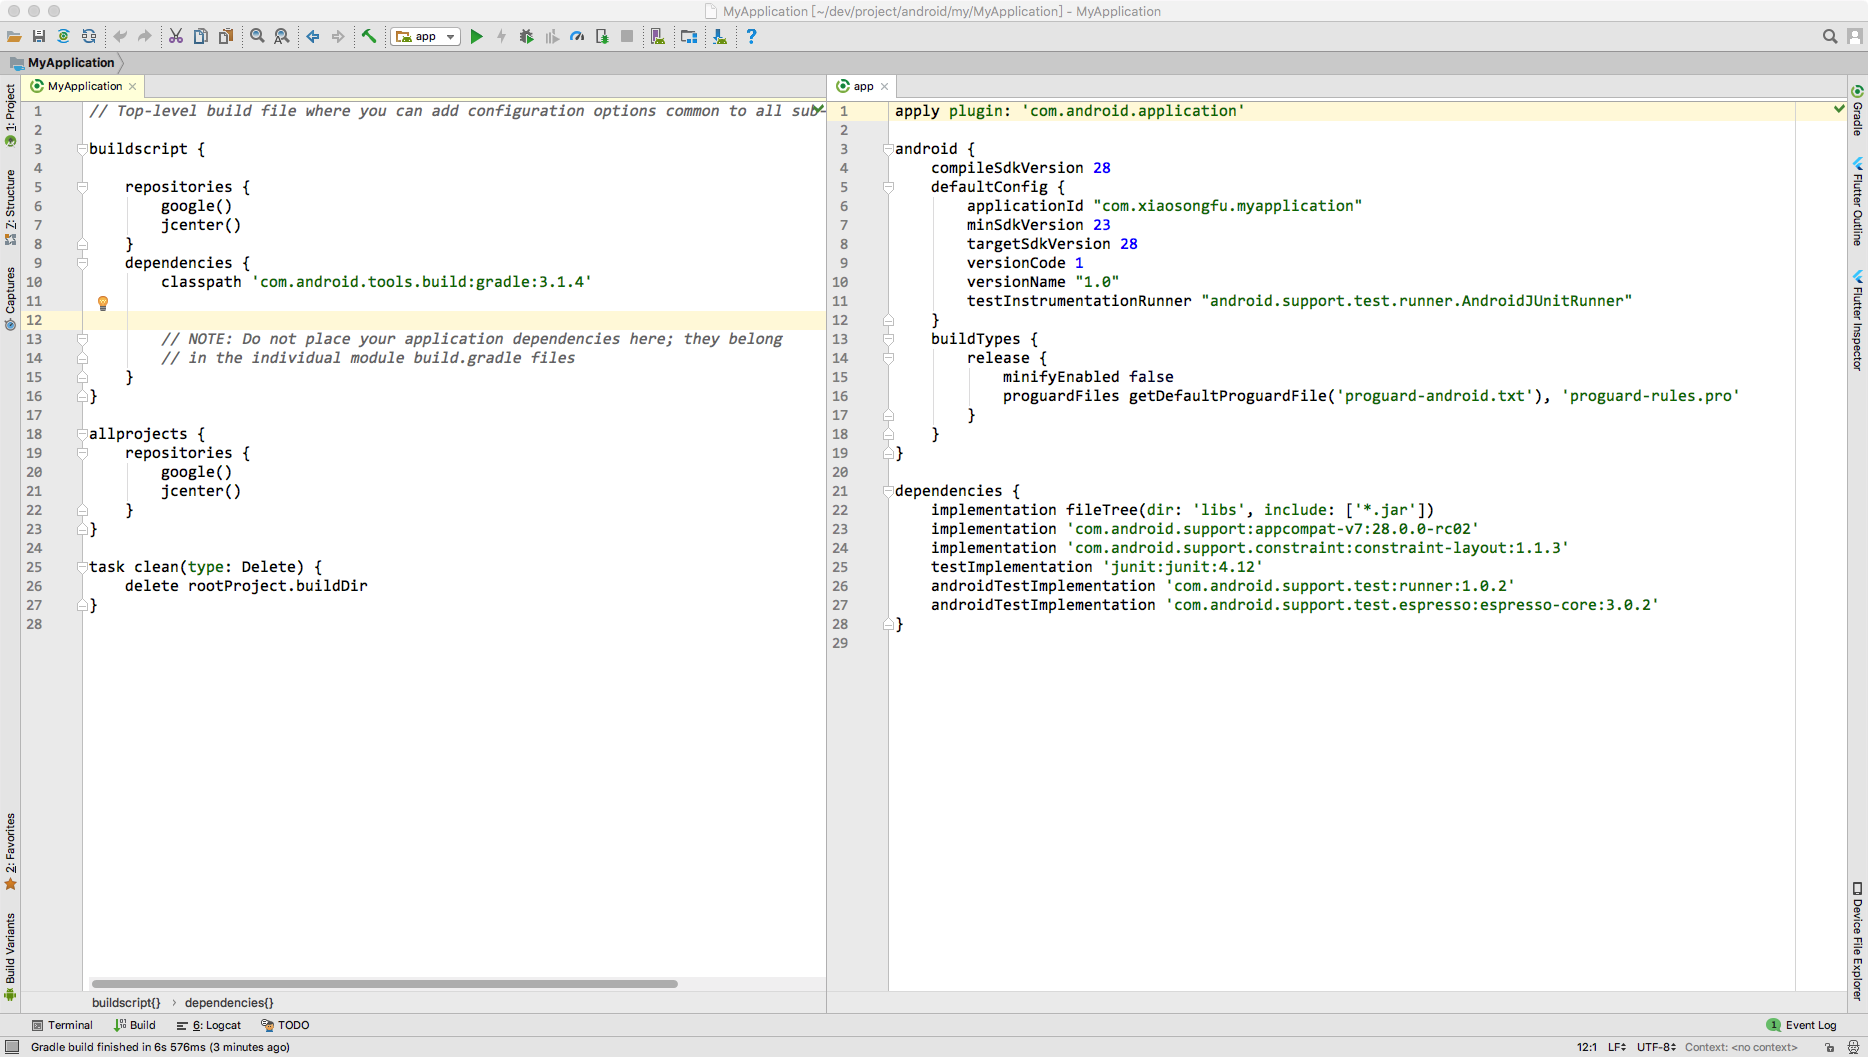 MyApplication [~/dev/project/android/my/MyApplication] - MyApplication
app
MyApplication
MyApplication
1: Project
Z: Structure
Captures
2: Favorites
Build Variants
1 // Top-level build file where you can add configuration options common to all sub-
2
3 buildscript {
4
5 repositories {
6 google()
7 jcenter()
8 }
9 dependencies {
10 classpath 'com.android.tools.build:gradle:3.1.4'
11
12
13 // NOTE: Do not place your application dependencies here; they belong
14 // in the individual module build.gradle files
15 }
16 }
17
18 allprojects {
19 repositories {
20 google()
21 jcenter()
22 }
23 }
24
25 task clean(type: Delete) {
26 delete rootProject.buildDir
27 }
28
buildscript{} › dependencies{}
app
1 apply plugin: 'com.android.application'
2
3 android {
4 compileSdkVersion 28
5 defaultConfig {
6 applicationId "com.xiaosongfu.myapplication"
7 minSdkVersion 23
8 targetSdkVersion 28
9 versionCode 1
10 versionName "1.0"
11 testInstrumentationRunner "android.support.test.runner.AndroidJUnitRunner"
12 }
13 buildTypes {
14 release {
15 minifyEnabled false
16 proguardFiles getDefaultProguardFile('proguard-android.txt'), 'proguard-rules.pro'
17 }
18 }
19 }
20
21 dependencies {
22 implementation fileTree(dir: 'libs', include: ['*.jar'])
23 implementation 'com.android.support:appcompat-v7:28.0.0-rc02'
24 implementation 'com.android.support.constraint:constraint-layout:1.1.3'
25 testImplementation 'junit:junit:4.12'
26 androidTestImplementation 'com.android.support.test:runner:1.0.2'
27 androidTestImplementation 'com.android.support.test.espresso:espresso-core:3.0.2'
28 }
29
Gradle
Flutter Outline
Flutter Inspector
Device File Explorer
Terminal Build 6: Logcat TODO 1 Event Log
Gradle build finished in 6s 576ms (3 minutes ago) 12:1 LF UTF-8 Context: <no context>